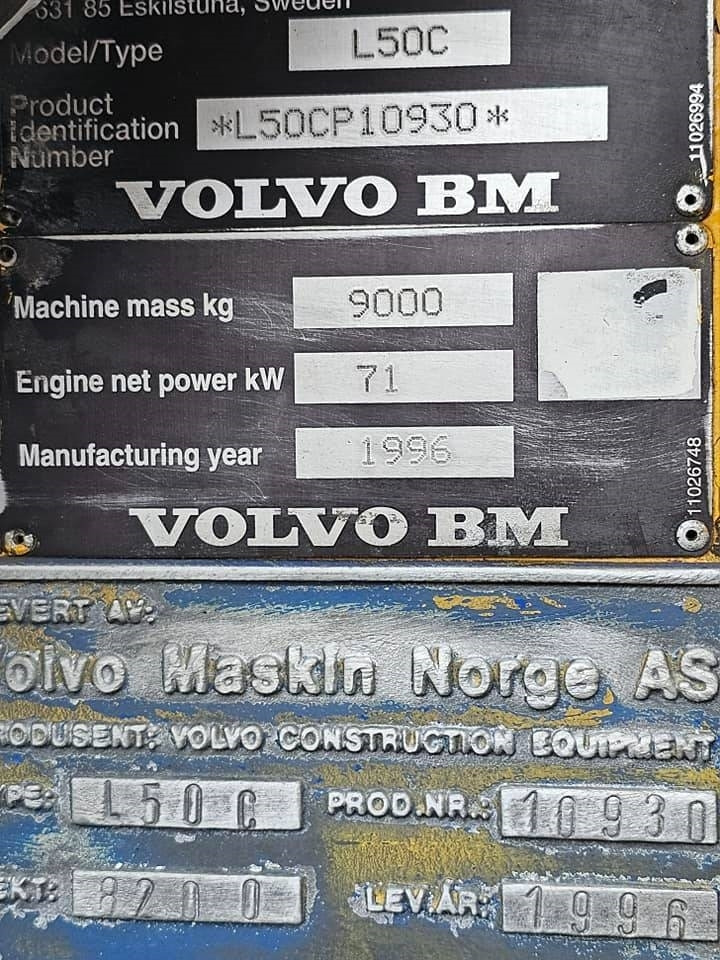 631 85 Eskilstuna, Sweden
Model/Type L50C
Product
Identification *L50CP10930*
Number
11026994
VOLVO BM
Machine mass kg 9000
Engine net power kW 71
Manufacturing year 1996
11026748
VOLVO BM
EVERT AV:
olvo Maskin Norge AS
RODUSENT: VOLVO CONSTRUCTION EQUIPMENT
YPE: L50C PROD.NR.: 10930
EKT: 8200 LEV.ÅR: 1996